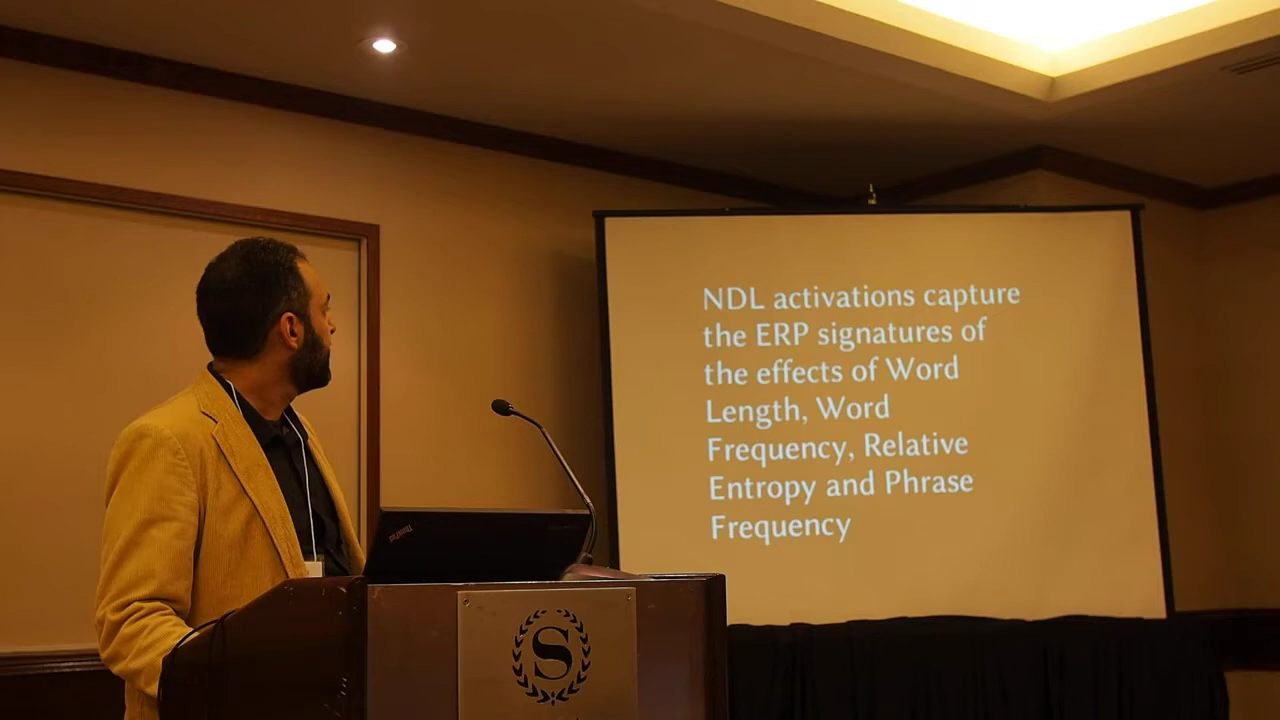 NDL activations capture
the ERP signatures of
the effects of Word
Length, Word
Frequency, Relative
Entropy and Phrase
Frequency
ThinkPad
S